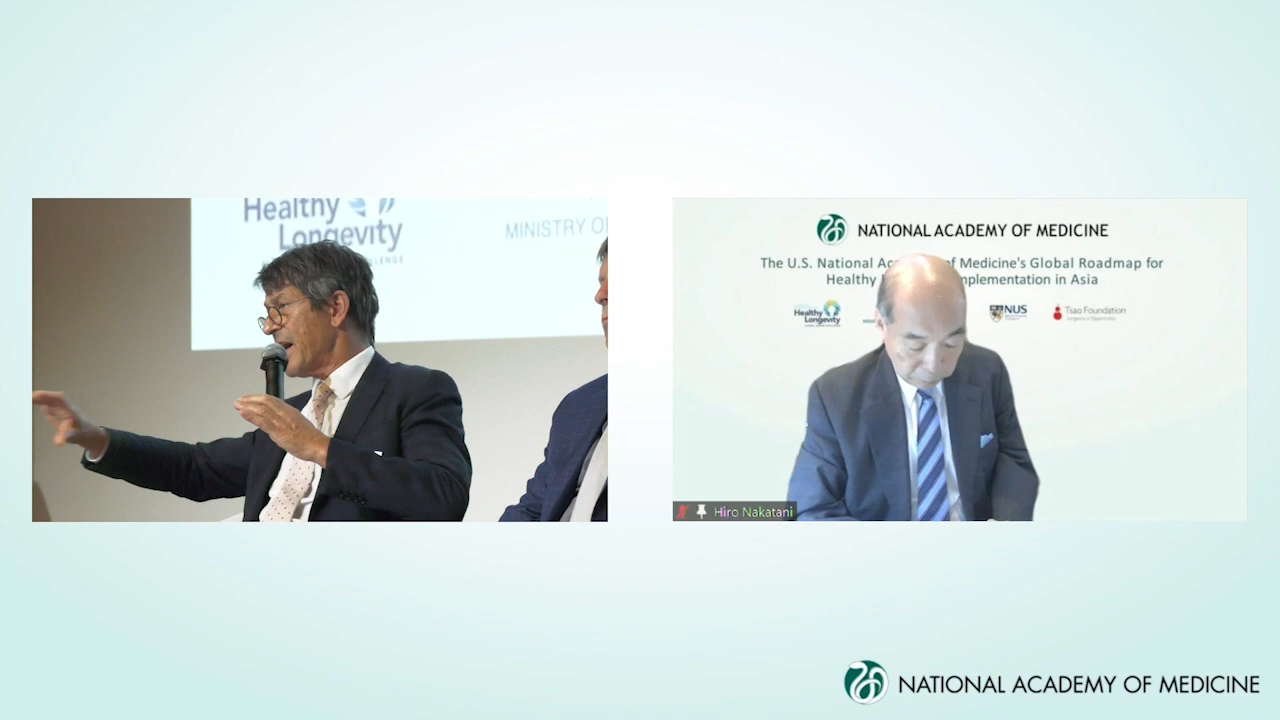 Healthy
Longevity
MINISTRY O
NATIONAL ACADEMY OF MEDICINE
The U.S. National Ac of Medicine's Global Roadmap for
Healthy mplementation in Asia
Healthy
Longevity
NUS
Tsao Foundation
Hiro Nakatani
NATIONAL ACADEMY OF MEDICINE